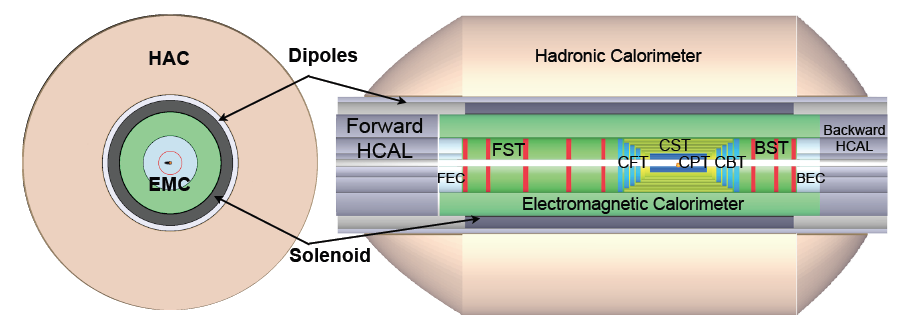 HAC
EMC
Dipoles
Solenoid
Hadronic Calorimeter
Forward
HCAL
Backward
HCAL
FST
CST
BST
CFT
CPT
CBT
FEC
BEC
Electromagnetic Calorimeter